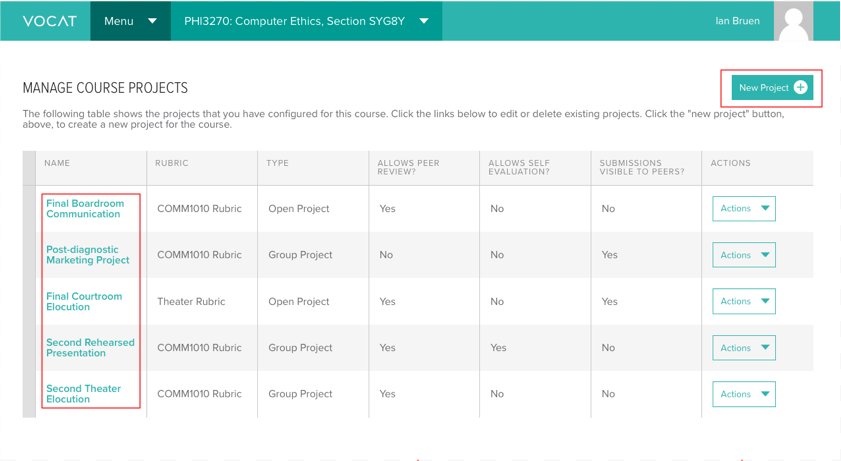 VOCAT Menu PHI3270: Computer Ethics, Section SYG8Y Ian Bruen
MANAGE COURSE PROJECTS
New Project
The following table shows the projects that you have configured for this course. Click the links below to edit or delete existing projects. Click the "new project" button,
above, to create a new project for the course.
NAME RUBRIC TYPE ALLOWS PEER REVIEW? ALLOWS SELF EVALUATION? SUBMISSIONS VISIBLE TO PEERS? ACTIONS
Final Boardroom Communication COMM1010 Rubric Open Project Yes No No Actions
Post-diagnostic Marketing Project COMM1010 Rubric Group Project No No Yes Actions
Final Courtroom Elocution Theater Rubric Open Project Yes No Yes Actions
Second Rehearsed Presentation COMM1010 Rubric Group Project Yes Yes No Actions
Second Theater Elocution COMM1010 Rubric Group Project Yes No No Actions